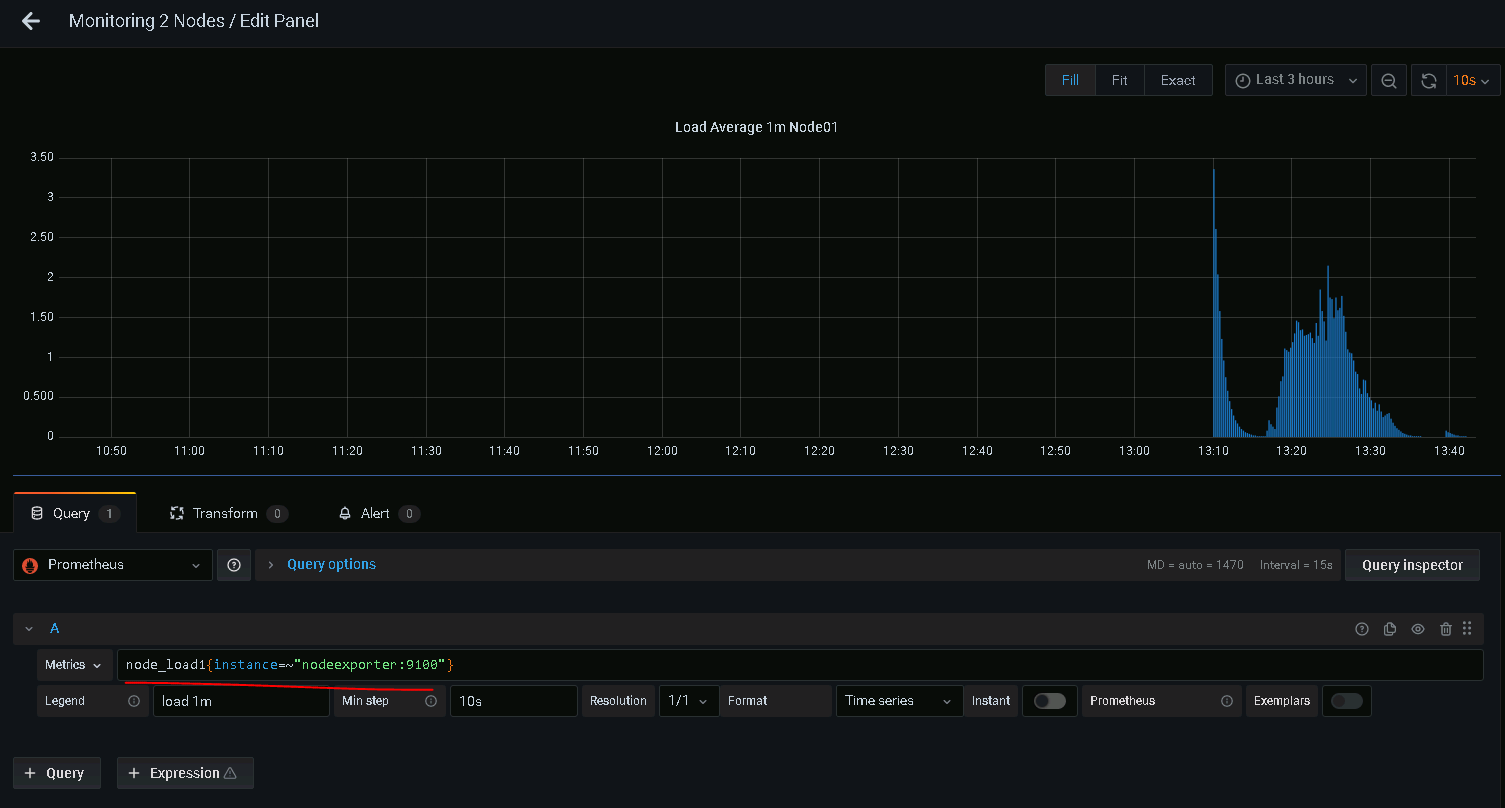 Monitoring 2 Nodes / Edit Panel
Fill Fit Exact Last 3 hours 10s
Load Average 1m Node01
3.50
3
2.50
2
1.50
1
0.500
0
10:50 11:00 11:10 11:20 11:30 11:40 11:50 12:00 12:10 12:20 12:30 12:40 12:50 13:00 13:10 13:20 13:30 13:40
Query 1 Transform 0 Alert 0
Prometheus Query options MD = auto = 1470 Interval = 15s Query inspector
A
Metrics node_load1{instance=~"nodeexporter:9100"}
Legend load 1m Min step 10s Resolution 1/1 Format Time series Instant Prometheus Exemplars
+ Query + Expression